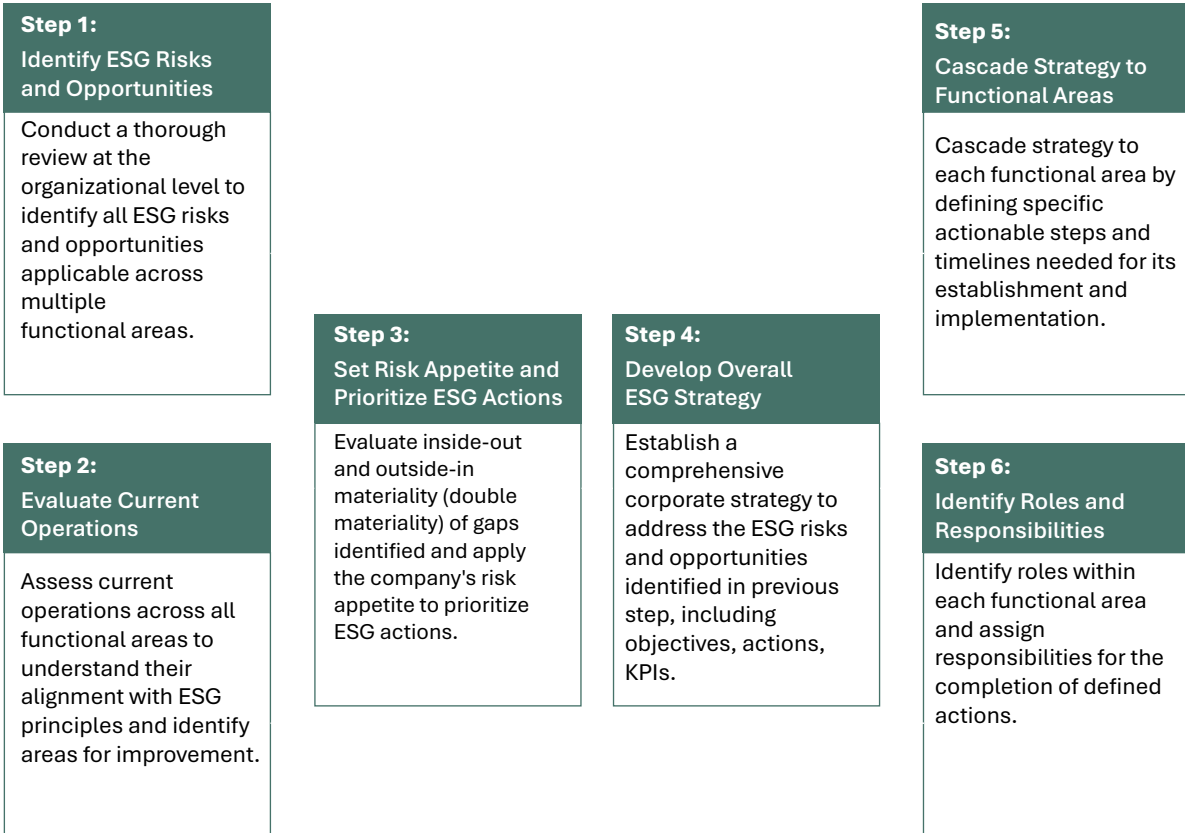 Step 1:
Identify ESG Risks
and Opportunities
Conduct a thorough
review at the
organizational level to
identify all ESG risks
and opportunities
applicable across
multiple
functional areas.
Step 2:
Evaluate Current
Operations
Assess current
operations across all
functional areas to
understand their
alignment with ESG
principles and identify
areas for improvement.
Step 3:
Set Risk Appetite and
Prioritize ESG Actions
Evaluate inside-out
and outside-in
materiality (double
materiality) of gaps
identified and apply
the company's risk
appetite to prioritize
ESG actions.
Step 4:
Develop Overall
ESG Strategy
Establish a
comprehensive
corporate strategy to
address the ESG risks
and opportunities
identified in previous
step, including
objectives, actions,
KPIs.
Step 5:
Cascade Strategy to
Functional Areas
Cascade strategy to
each functional area by
defining specific
actionable steps and
timelines needed for its
establishment and
implementation.
Step 6:
Identify Roles and
Responsibilities
Identify roles within
each functional area
and assign
responsibilities for the
completion of defined
actions.